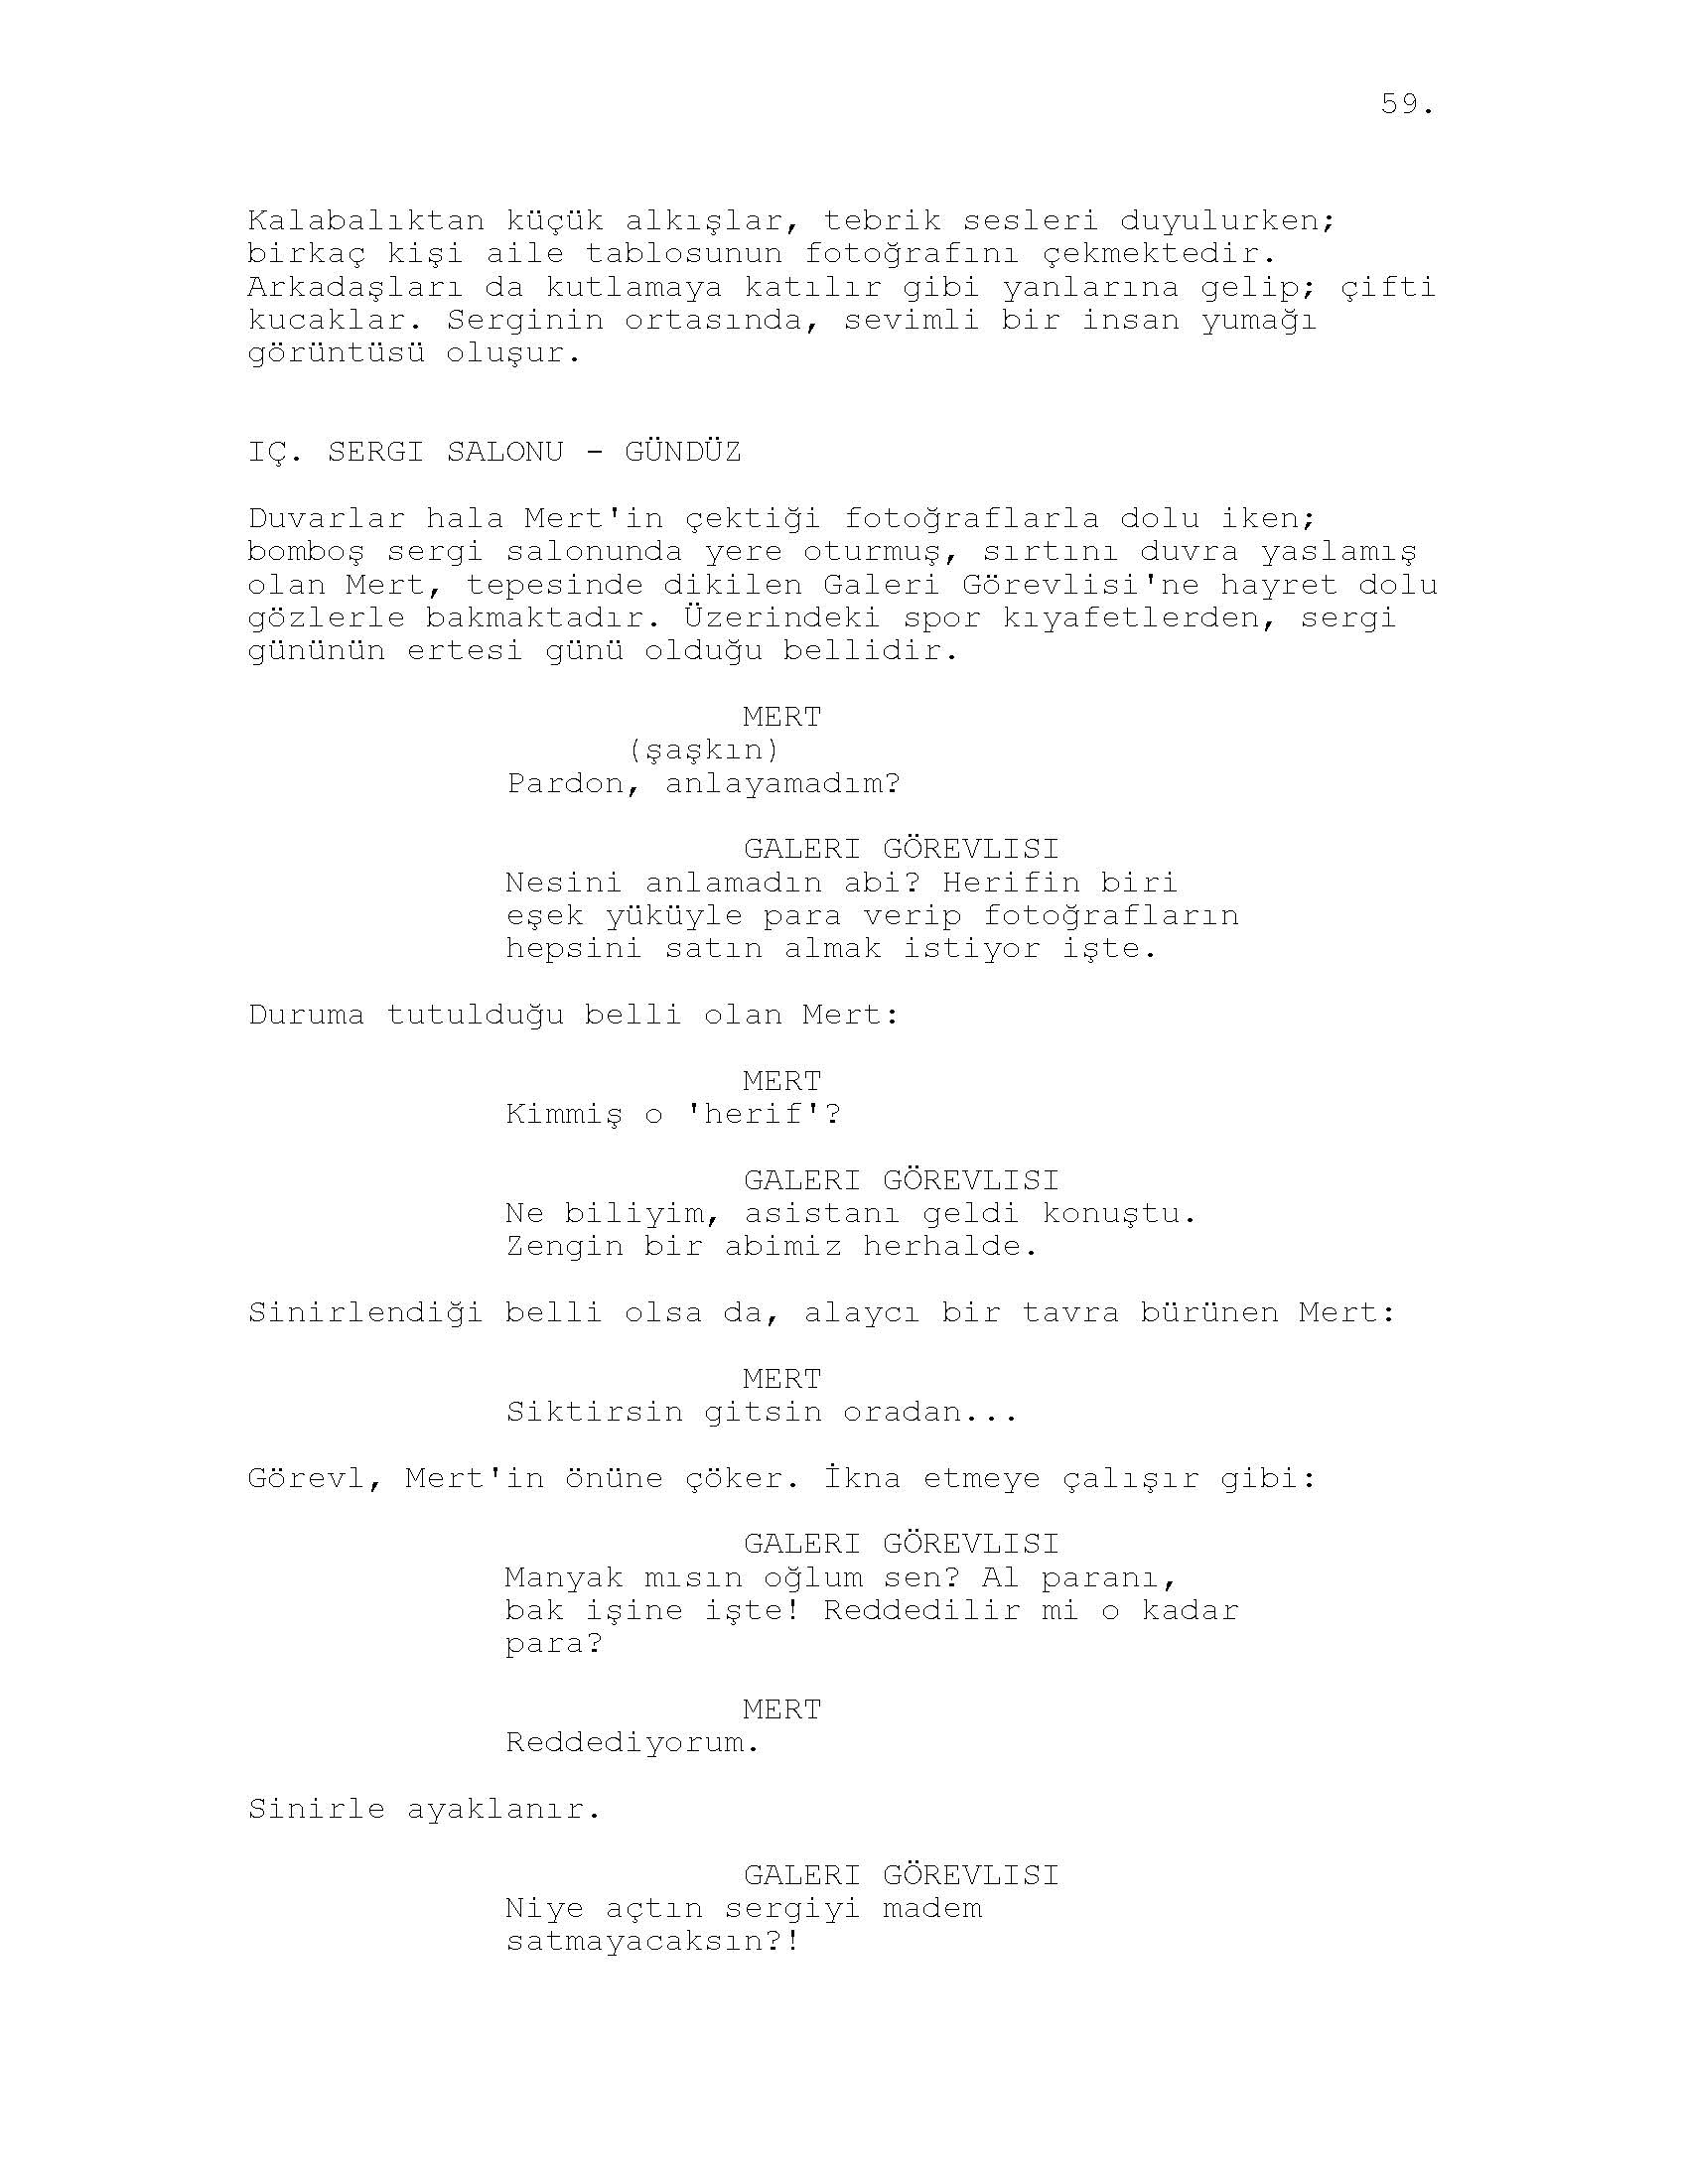 59.
Kalabalıktan küçük alkışlar, tebrik sesleri duyulurken;
birkaç kişi aile tablosunun fotoğrafını çekmektedir.
Arkadaşları da kutlamaya katılır gibi yanlarına gelip; çifti
kucaklar. Serginin ortasında, sevimli bir insan yumağı
görüntüsü oluşur.
IÇ. SERGI SALONU - GÜNDÜZ
Duvarlar hala Mert'in çektiği fotoğraflarla dolu iken;
bomboş sergi salonunda yere oturmuş, sırtını duvra yaslamış
olan Mert, tepesinde dikilen Galeri Görevlisi'ne hayret dolu
gözlerle bakmaktadır. Üzerindeki spor kıyafetlerden, sergi
gününün ertesi günü olduğu bellidir.
MERT
(şaşkın)
Pardon, anlayamadım?
GALERI GÖREVLISI
Nesini anlamadın abi? Herifin biri
eşek yüküyle para verip fotoğrafların
hepsini satın almak istiyor işte.
Duruma tutulduğu belli olan Mert:
MERT
Kimmiş o 'herif'?
GALERI GÖREVLISI
Ne biliyim, asistanı geldi konuştu.
Zengin bir abimiz herhalde.
Sinirlendiği belli olsa da, alaycı bir tavra bürünen Mert:
MERT
Siktirsin gitsin oradan...
Görevl, Mert'in önüne çöker. İkna etmeye çalışır gibi:
GALERI GÖREVLISI
Manyak mısın oğlum sen? Al paranı,
bak işine işte! Reddedilir mi o kadar
para?
MERT
Reddediyorum.
Sinirle ayaklanır.
GALERI GÖREVLISI
Niye açtın sergiyi madem
satmayacaksın?!